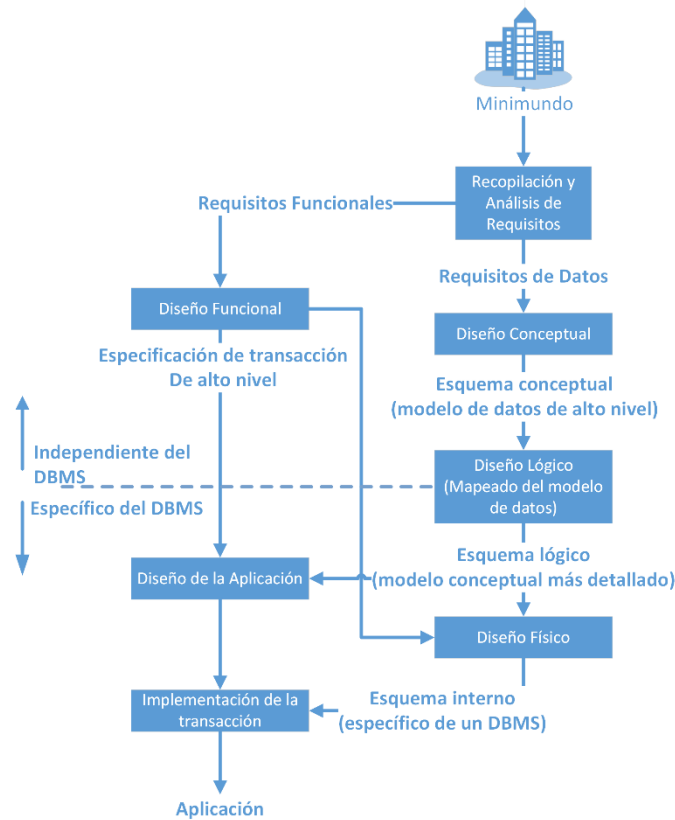 Minimundo
Recopilación y
Análisis de
Requisitos
Requisitos Funcionales
Requisitos de Datos
Diseño Funcional
Diseño Conceptual
Especificación de transacción
De alto nivel
Esquema conceptual
(modelo de datos de alto nivel)
Independiente del
DBMS
Diseño Lógico
(Mapeado del modelo
de datos)
Específico del DBMS
Esquema lógico
(modelo conceptual más detallado)
Diseño de la Aplicación
Diseño Físico
Implementación de la
transacción
Esquema interno
(específico de un DBMS)
Aplicación